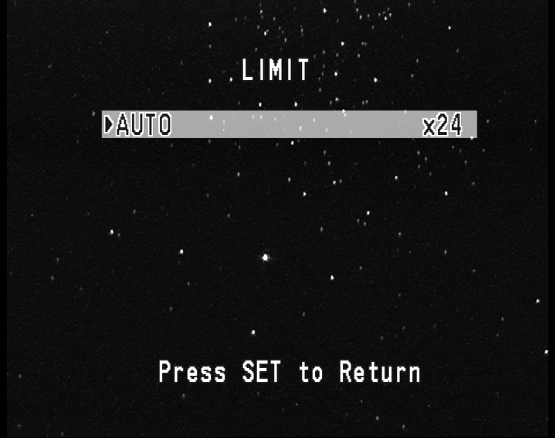 LIMIT
AUTO x24
Press SET to Return